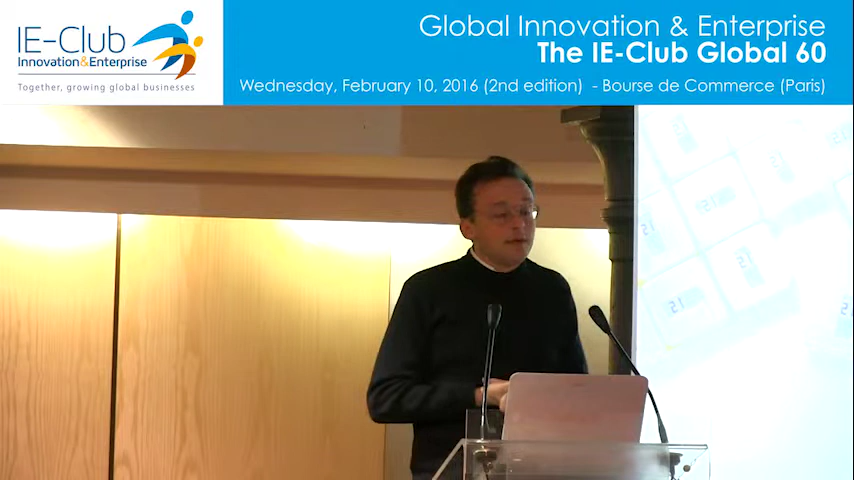 IE-Club
Innovation&Enterprise
Together, growing global businesses
Global Innovation & Enterprise
The IE-Club Global 60
Wednesday, February 10, 2016 (2nd edition) - Bourse de Commerce (Paris)